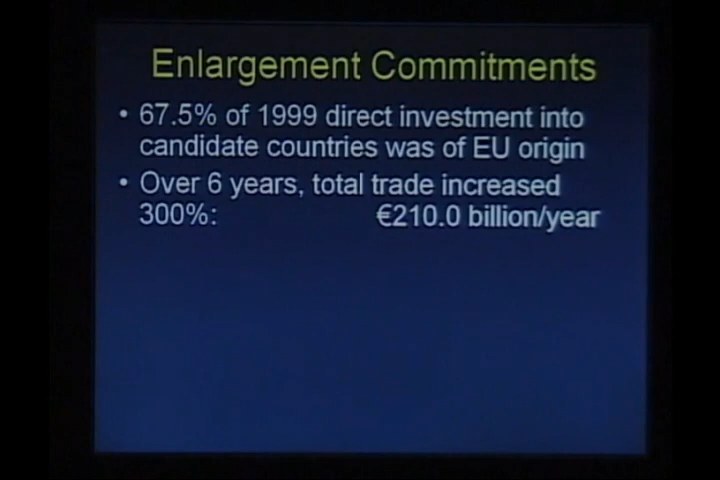 Enlargement Commitments
• 67.5% of 1999 direct investment into
candidate countries was of EU origin
• Over 6 years, total trade increased
300%: €210.0 billion/year